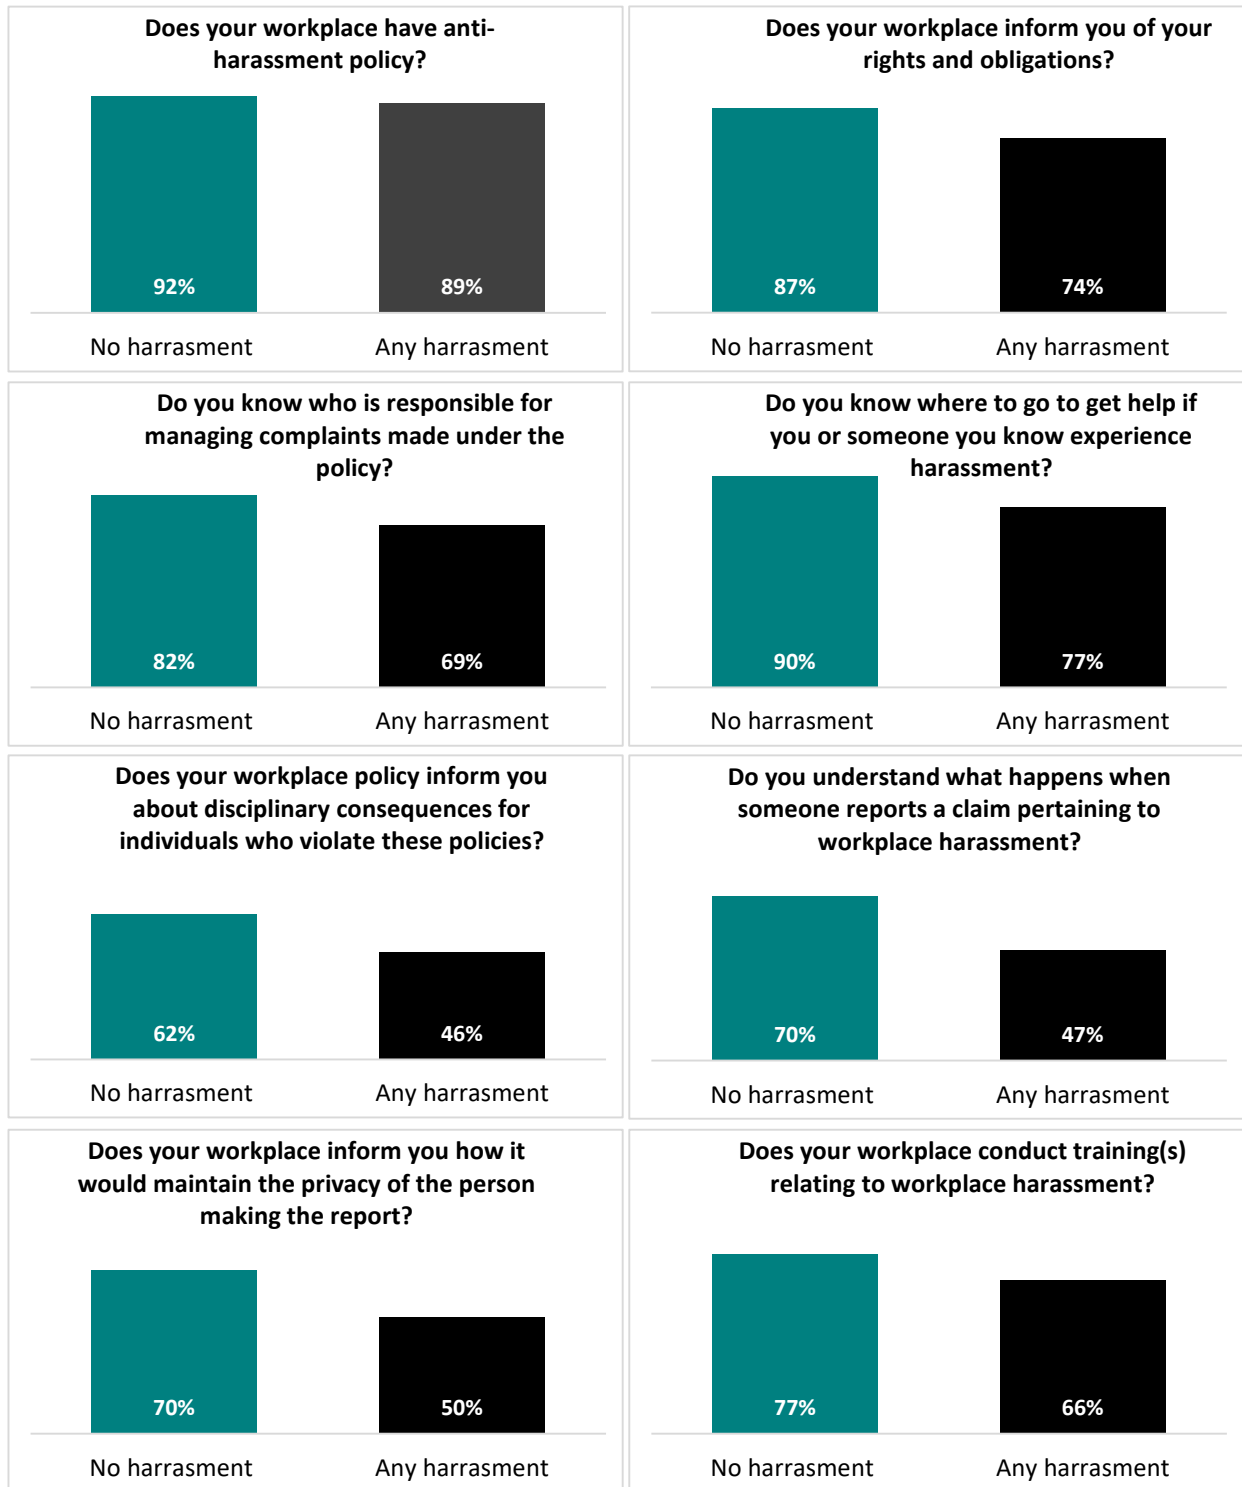 Does your workplace have anti-
harassment policy?
92%
89%
No harrasment
Any harrasment
Does your workplace inform you of your
rights and obligations?
87%
74%
No harrasment
Any harrasment
Do you know who is responsible for
managing complaints made under the
policy?
82%
69%
No harrasment
Any harrasment
Do you know where to go to get help if
you or someone you know experience
harassment?
90%
77%
No harrasment
Any harrasment
Does your workplace policy inform you
about disciplinary consequences for
individuals who violate these policies?
62%
46%
No harrasment
Any harrasment
Do you understand what happens when
someone reports a claim pertaining to
workplace harassment?
70%
47%
No harrasment
Any harrasment
Does your workplace inform you how it
would maintain the privacy of the person
making the report?
70%
50%
No harrasment
Any harrasment
Does your workplace conduct training(s)
relating to workplace harassment?
77%
66%
No harrasment
Any harrasment